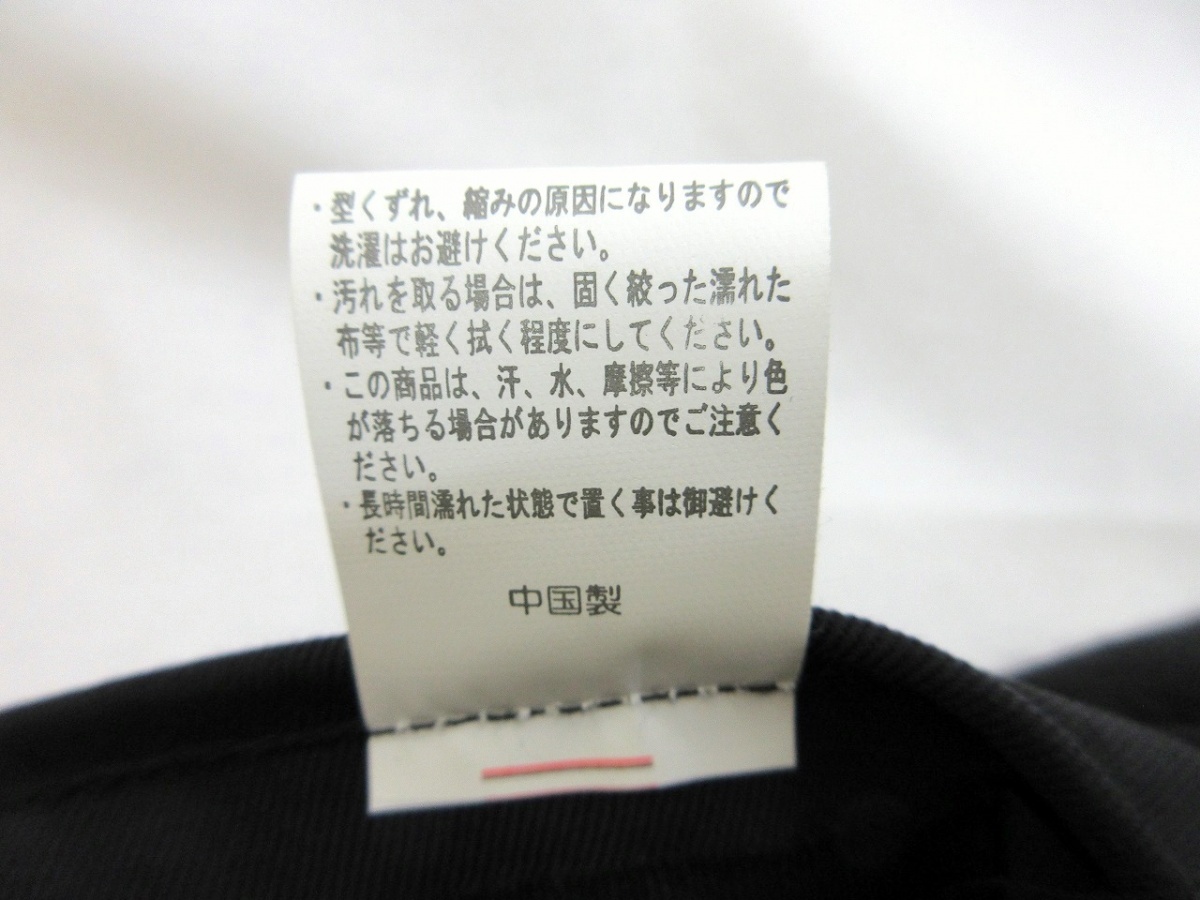 ・型くずれ、縮みの原因になりますので
洗濯はお避けください。
・汚れを取る場合は、固く絞った濡れた
布等で軽く拭く程度にしてください。
・この商品は、汗、水、摩擦等により色
が落ちる場合がありますのでご注意く
ださい。
・長時間濡れた状態で置く事は御避けく
ださい。
中国製